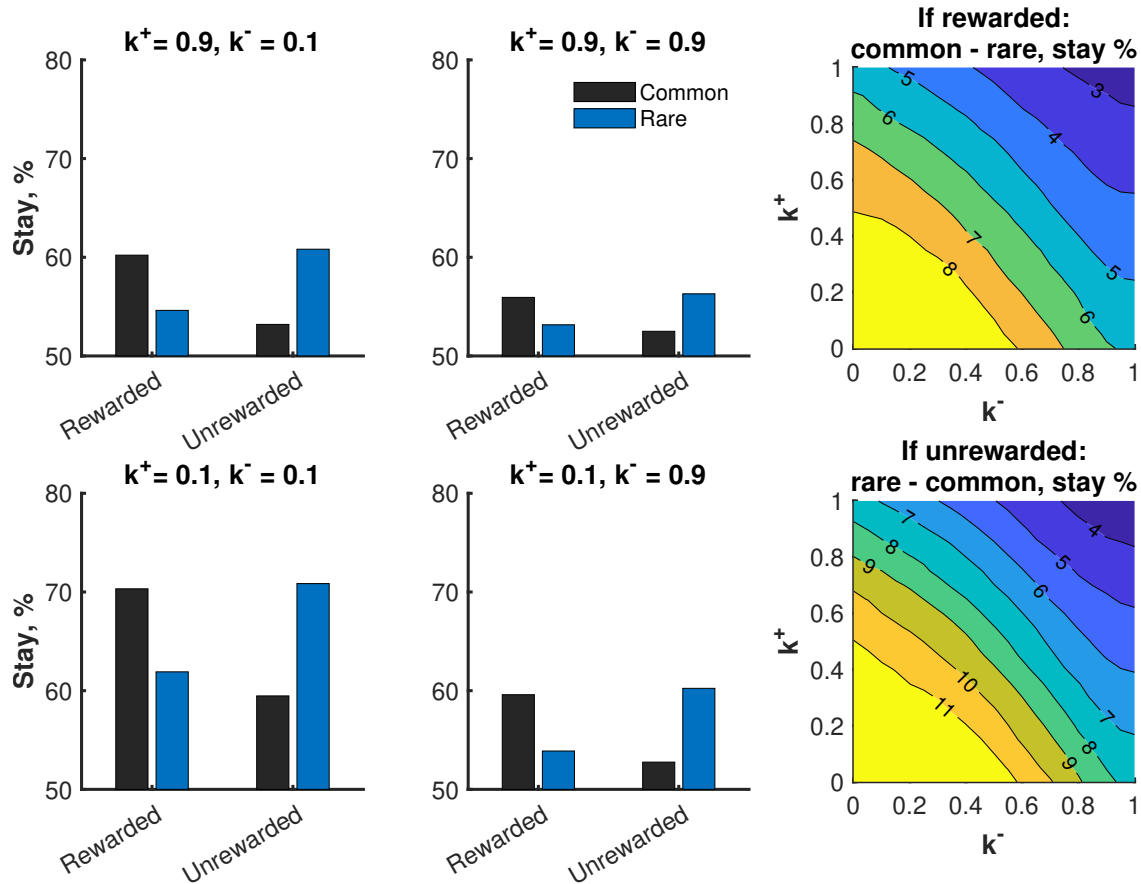 k⁺= 0.9, k⁻ = 0.1
80
70
60
50
Stay, %
Rewarded
Unrewarded
k⁺= 0.9, k⁻ = 0.9
80
70
60
50
Common
Rare
Rewarded
Unrewarded
If rewarded:
common - rare, stay %
1
0.8
0.6
0.4
0.2
0
k⁺
5
3
6
4
7
8
5
6
0 0.2 0.4 0.6 0.8 1
k⁻
k⁺= 0.1, k⁻ = 0.1
80
70
60
50
Stay, %
Rewarded
Unrewarded
k⁺= 0.1, k⁻ = 0.9
80
70
60
50
Rewarded
Unrewarded
If unrewarded:
rare - common, stay %
1
0.8
0.6
0.4
0.2
0
k⁺
7
4
8
5
9
6
10
11
7
8
9
0 0.2 0.4 0.6 0.8 1
k⁻